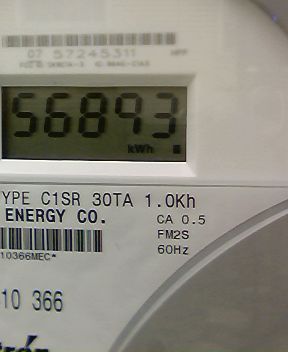 07 57245311
56893
kWh
YPE C1SR 30TA 1.0Kh
ENERGY CO.
CA 0.5
FM2S
60Hz
10366MEC*
10 366